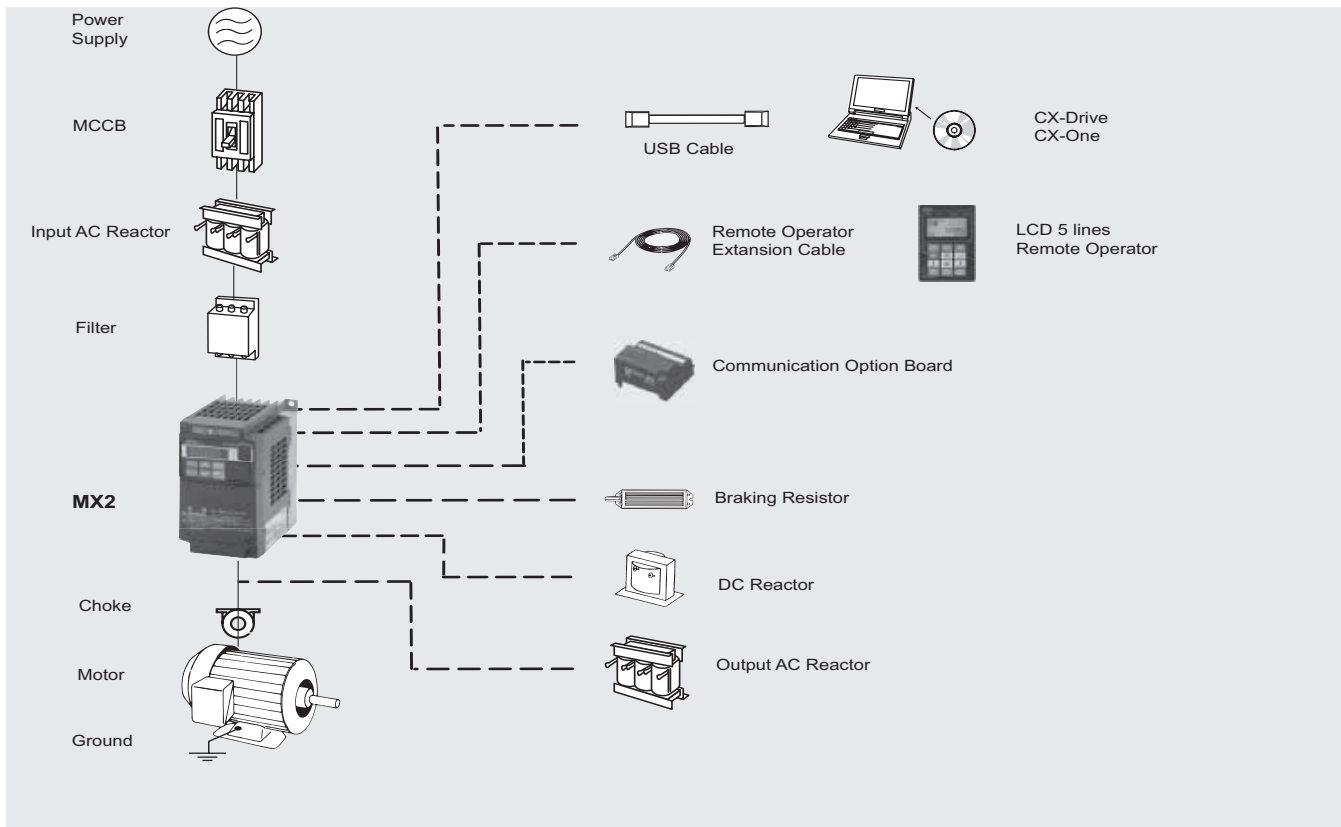 Power
Supply
MCCB
USB Cable
CX-Drive
CX-One
Input AC Reactor
Remote Operator
Extension Cable
LCD 5 lines
Remote Operator
Filter
Communication Option Board
MX2
Braking Resistor
DC Reactor
Choke
Output AC Reactor
Motor
Ground